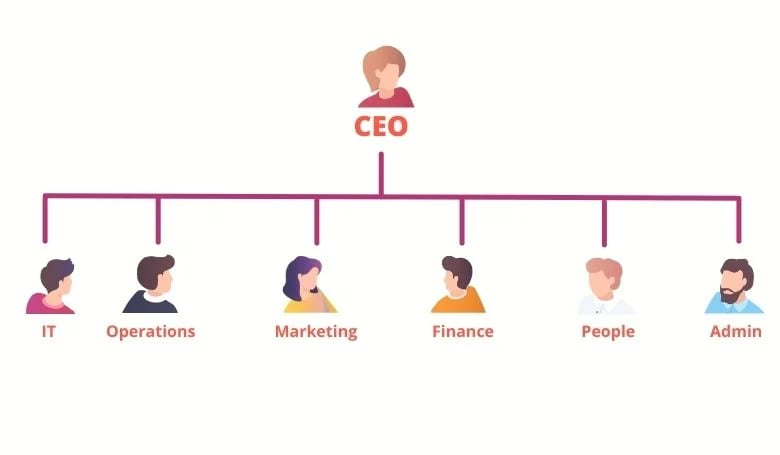 CEO
IT
Operations
Marketing
Finance
People
Admin